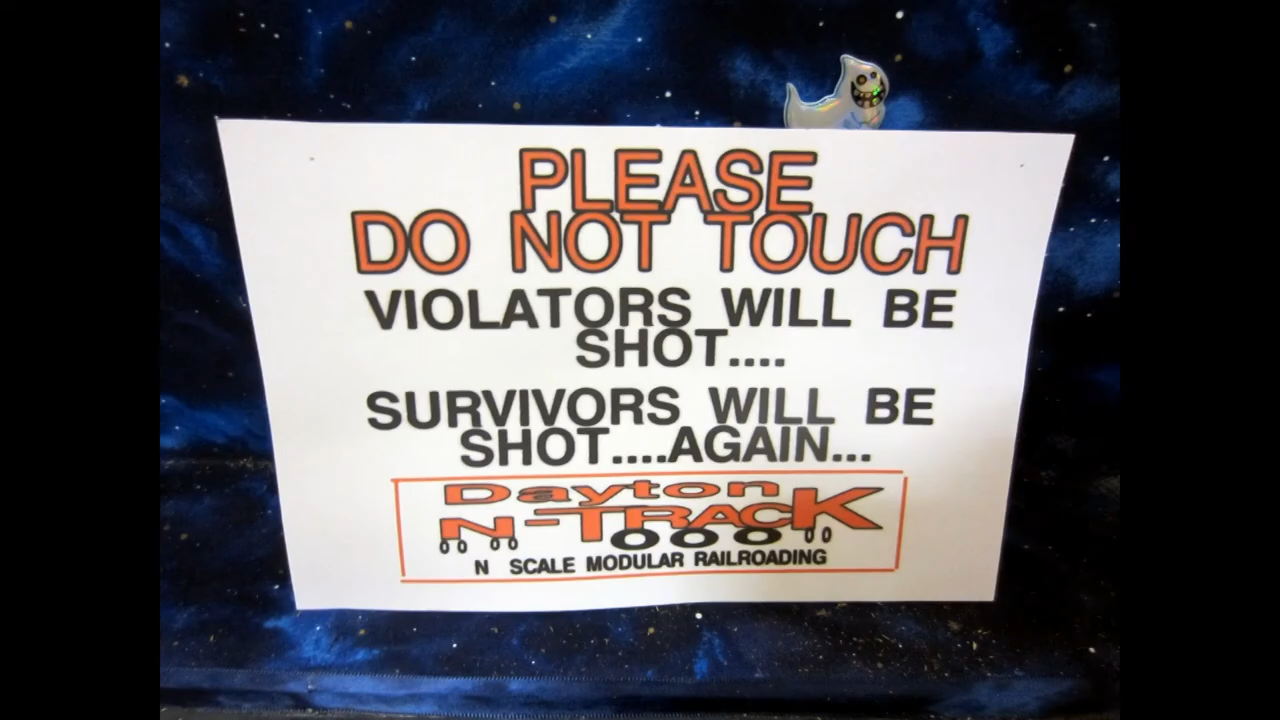 PLEASE
DO NOT TOUCH
VIOLATORS WILL BE
SHOT....
SURVIVORS WILL BE
SHOT....AGAIN...
Dayton
N-TRACK
N SCALE MODULAR RAILROADING